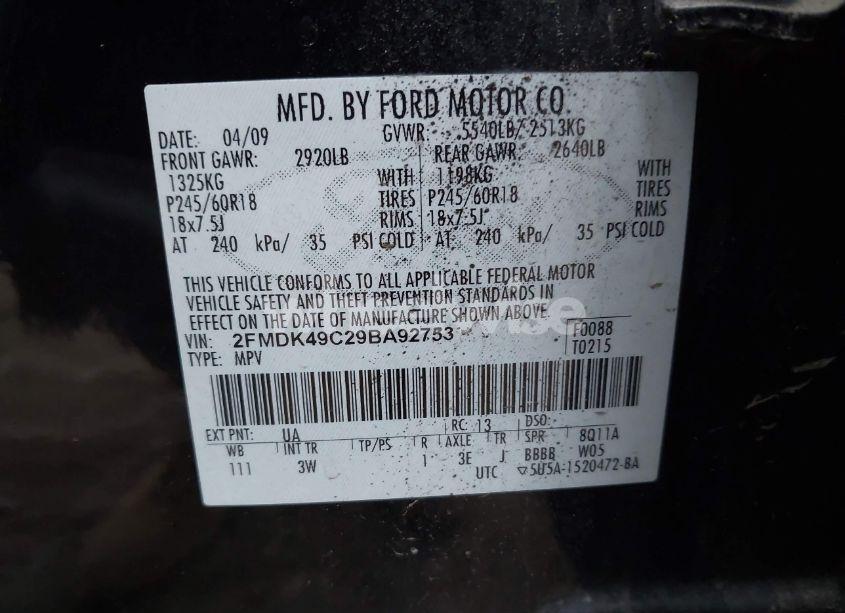 MFD. BY FORD MOTOR CO.
DATE: 04/09 GVWR: 5540LB/ 2513KG
FRONT GAWR: 2920LB REAR GAWR: 2640LB
1325KG WITH 1198KG WITH
P245/60R18 TIRES P245/60R18 TIRES
18x7.5J RIMS 18x7.5J RIMS
AT 240 kPa/ 35 PSI COLD AT: 240 kPa/ 35 PSI COLD
THIS VEHICLE CONFORMS TO ALL APPLICABLE FEDERAL MOTOR
VEHICLE SAFETY AND THEFT PREVENTION STANDARDS IN
EFFECT ON THE DATE OF MANUFACTURE SHOWN ABOVE.
VIN: 2FMDK49C29BA92753 F0088
TYPE: MPV T0215
EXT PNT: UA RC: 13 DSO:
WB INT TR TP/PS R AXLE TR SPR 8Q11A
111 3W 1 3E J BBBB W05
UTC ▽5U5A-1520472-BA